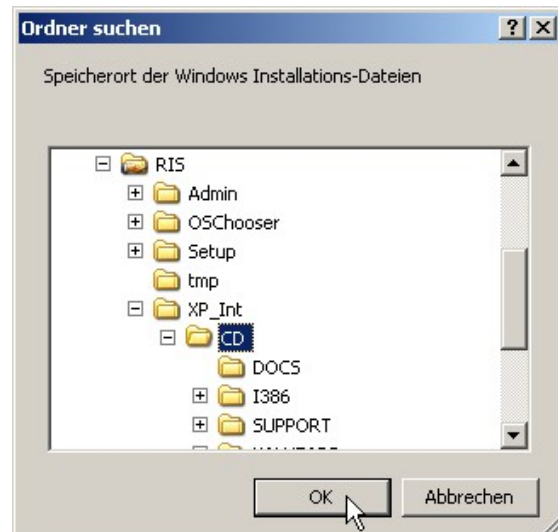 Ordner suchen
Speicherort der Windows Installations-Dateien
RIS
Admin
OSChooser
Setup
tmp
XP_Int
CD
DOCS
I386
SUPPORT
OK Abbrechen